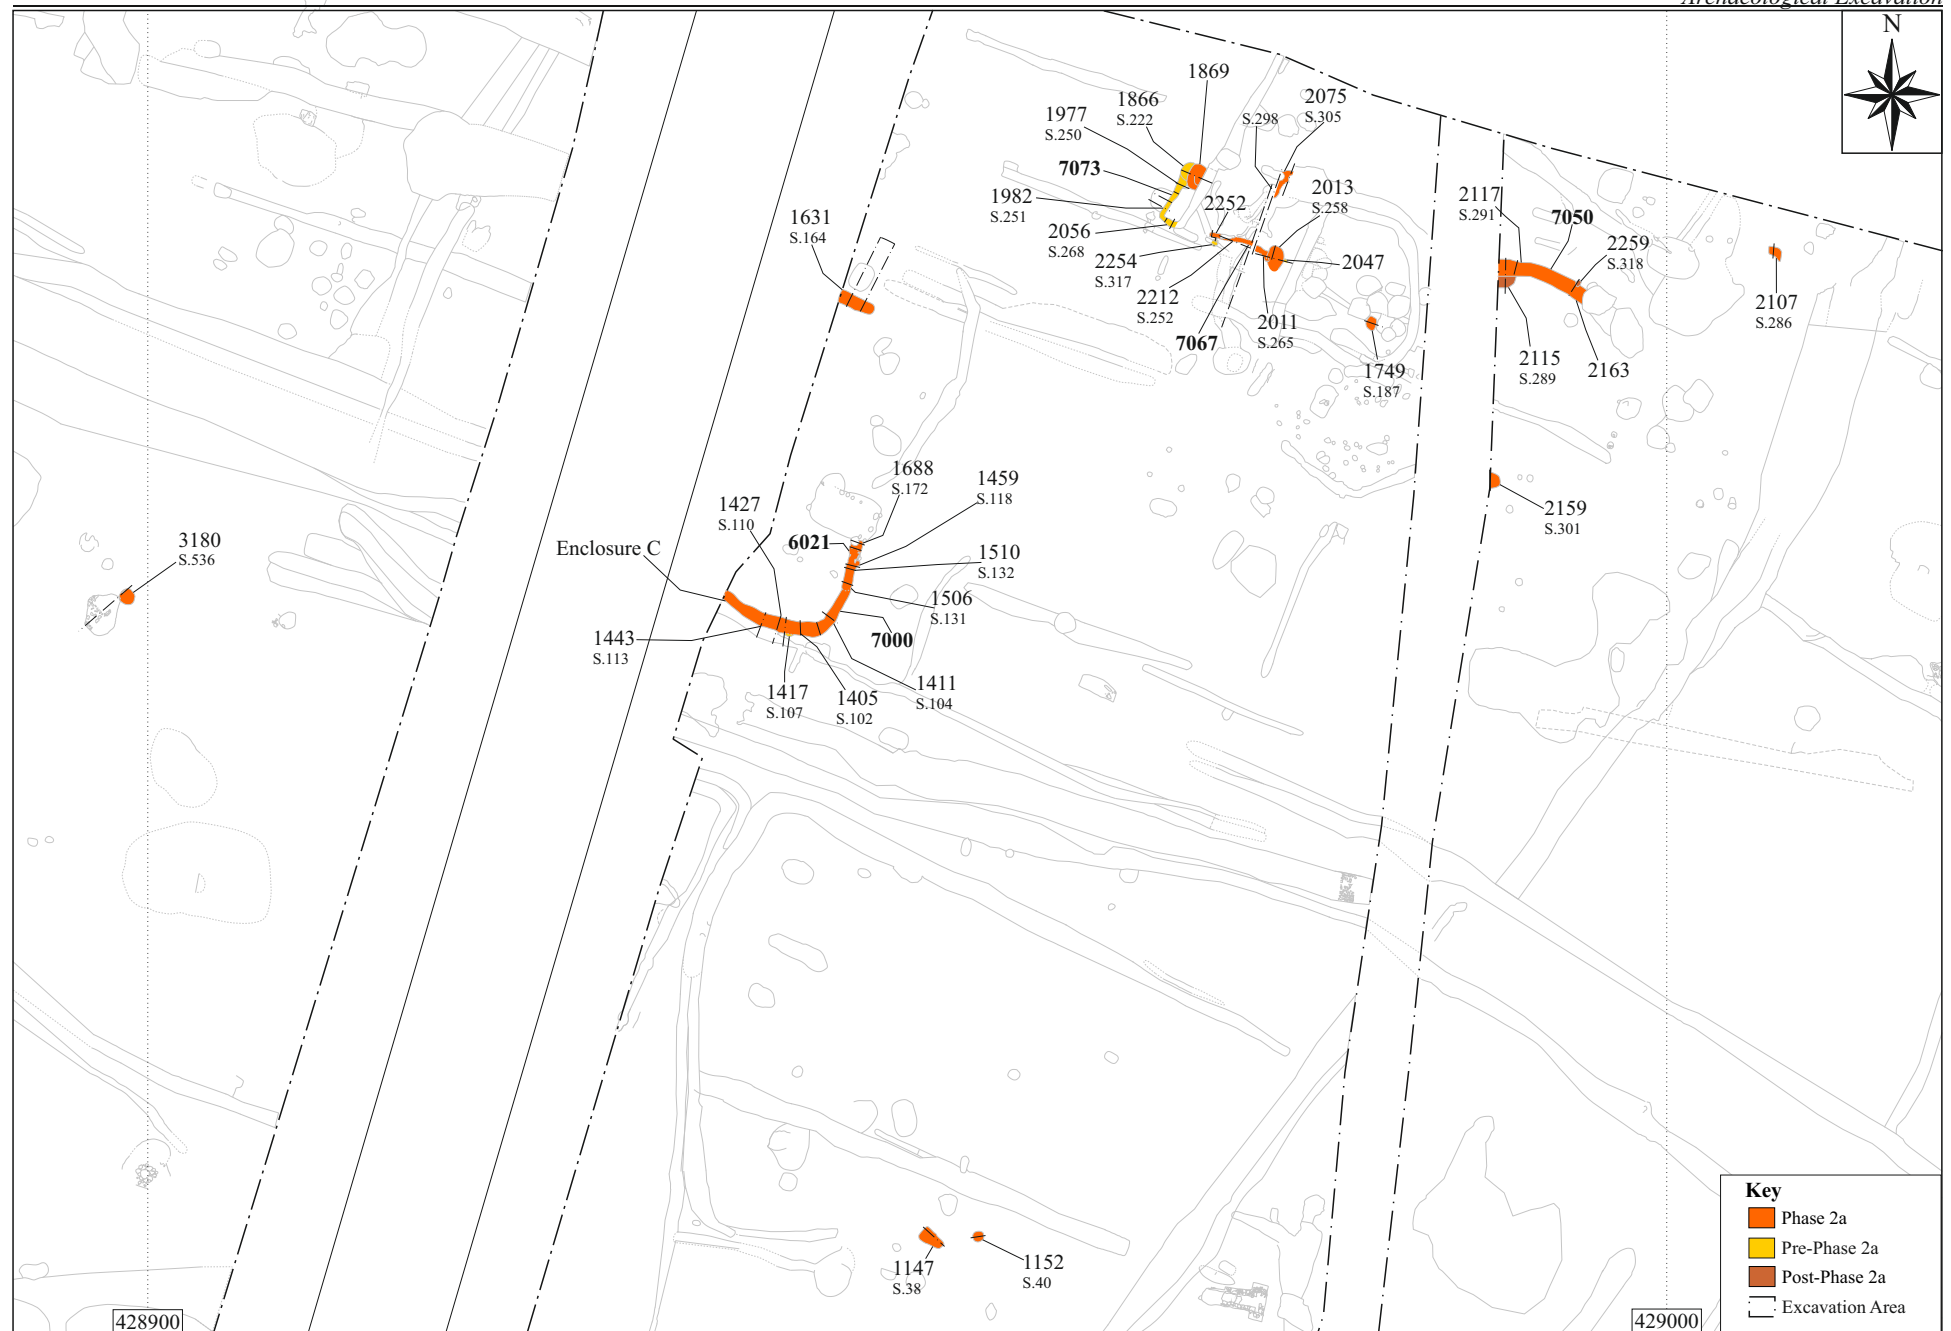 Archaeological Excavation
N
1869
1866
S.222
2075
S.305
S.298
1977
S.250
7073
1982
S.251
2252
2013
S.258
2117
S.291
7050
2259
S.318
1631
S.164
2056
S.268
2254
S.317
2047
2212
S.252
2011
S.265
7067
2107
S.286
2115
S.289
2163
1749
S.187
1688
S.172
1459
S.118
1427
S.110
2159
S.301
3180
S.536
Enclosure C
6021
1510
S.132
1506
S.131
1443
S.113
7000
1417
S.107
1405
S.102
1411
S.104
1147
S.38
1152
S.40
Key
Phase 2a
Pre-Phase 2a
Post-Phase 2a
Excavation Area
428900
429000